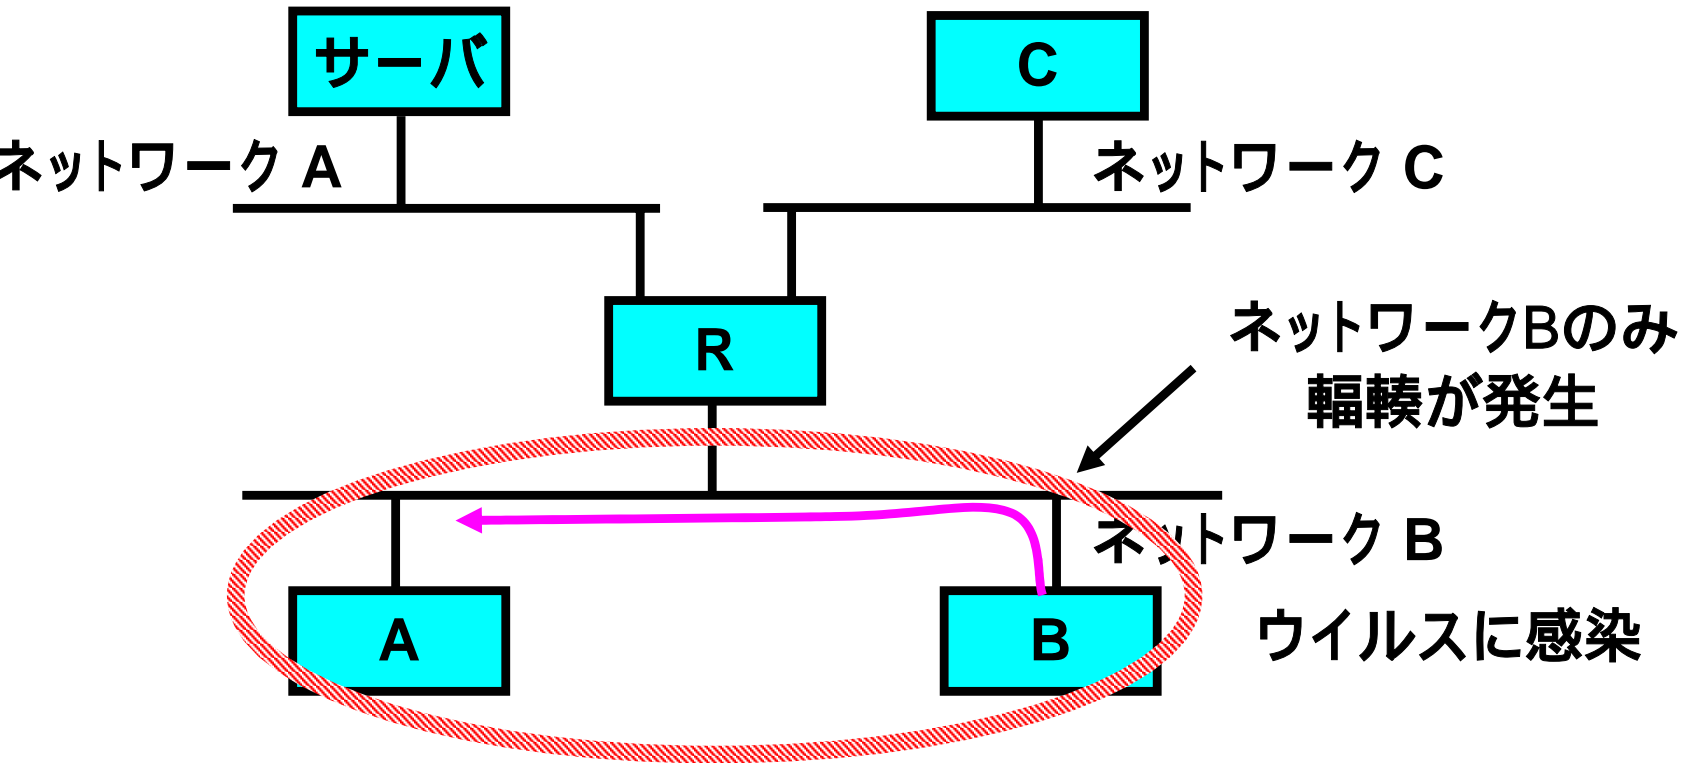 サーバ
C
ネットワーク A
ネットワーク C
R
ネットワークBのみ
輻輳が発生
ネットワーク B
A
B
ウイルスに感染